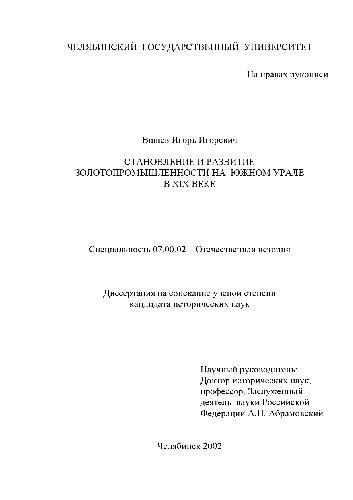 ЧЕЛЯБИНСКИЙ ГОСУДАРСТВЕННЫЙ УНИВЕРСИТЕТ
На правах рукописи
Вишев Игорь Игоревич
СТАНОВЛЕНИЕ И РАЗВИТИЕ
ЗОЛОТОПРОМЫШЛЕННОСТИ НА ЮЖНОМ УРАЛЕ
В XIX ВЕКЕ
Специальность 07.00.02 – Отечественная история
Диссертация на соискание ученой степени
кандидата исторических наук
Научный руководитель:
Доктор исторических наук,
профессор, Заслуженный
деятель науки Российской
Федерации А.П. Абрамовский
Челябинск 2002